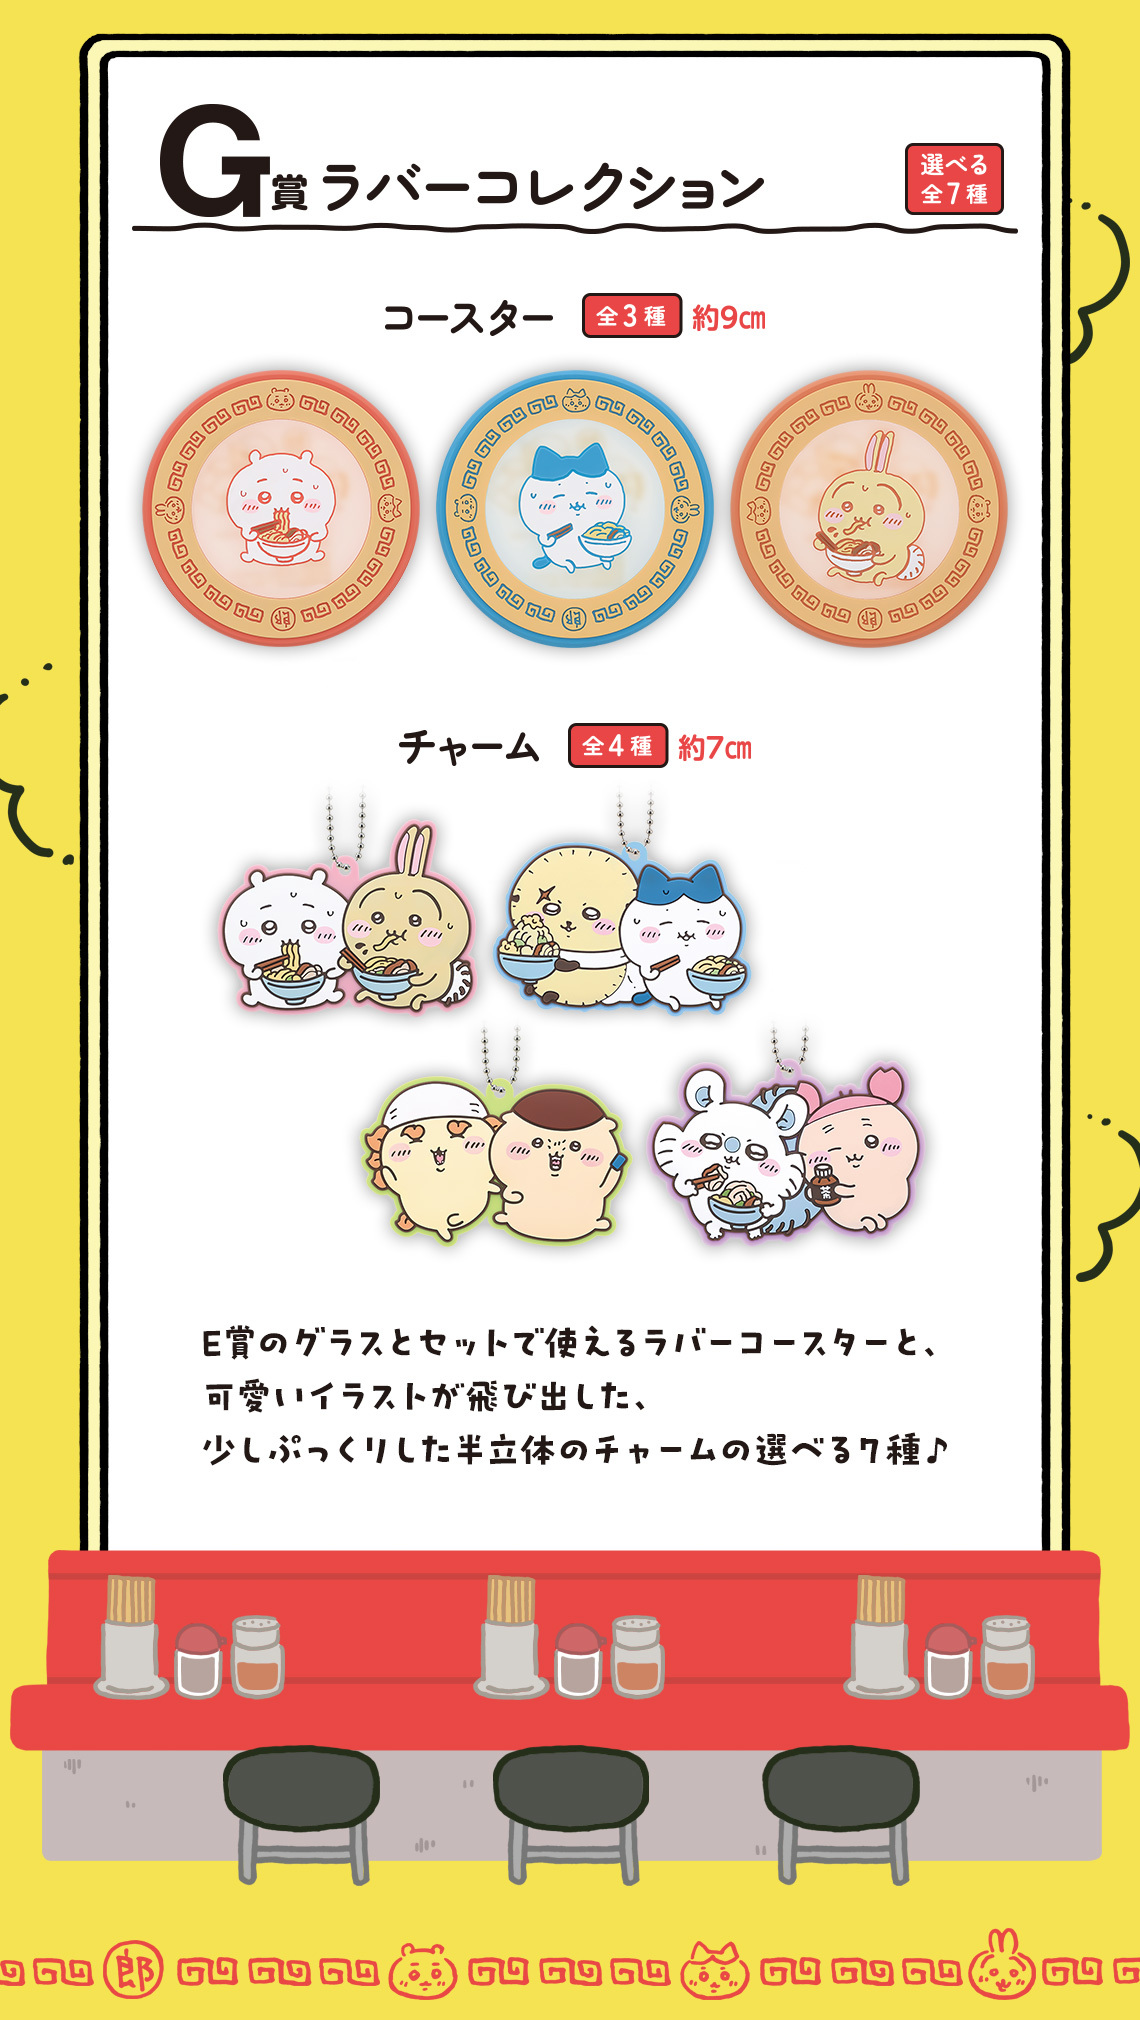 G賞 ラバーコレクション
選べる
全7種
コースター 全3種 約9㎝
チャーム 全4種 約7㎝
茶
E賞のグラスとセットで使えるラバーコースターと、
可愛いイラストが飛び出した、
少しぷっくりした半立体のチャームの選べる7種♪
郎